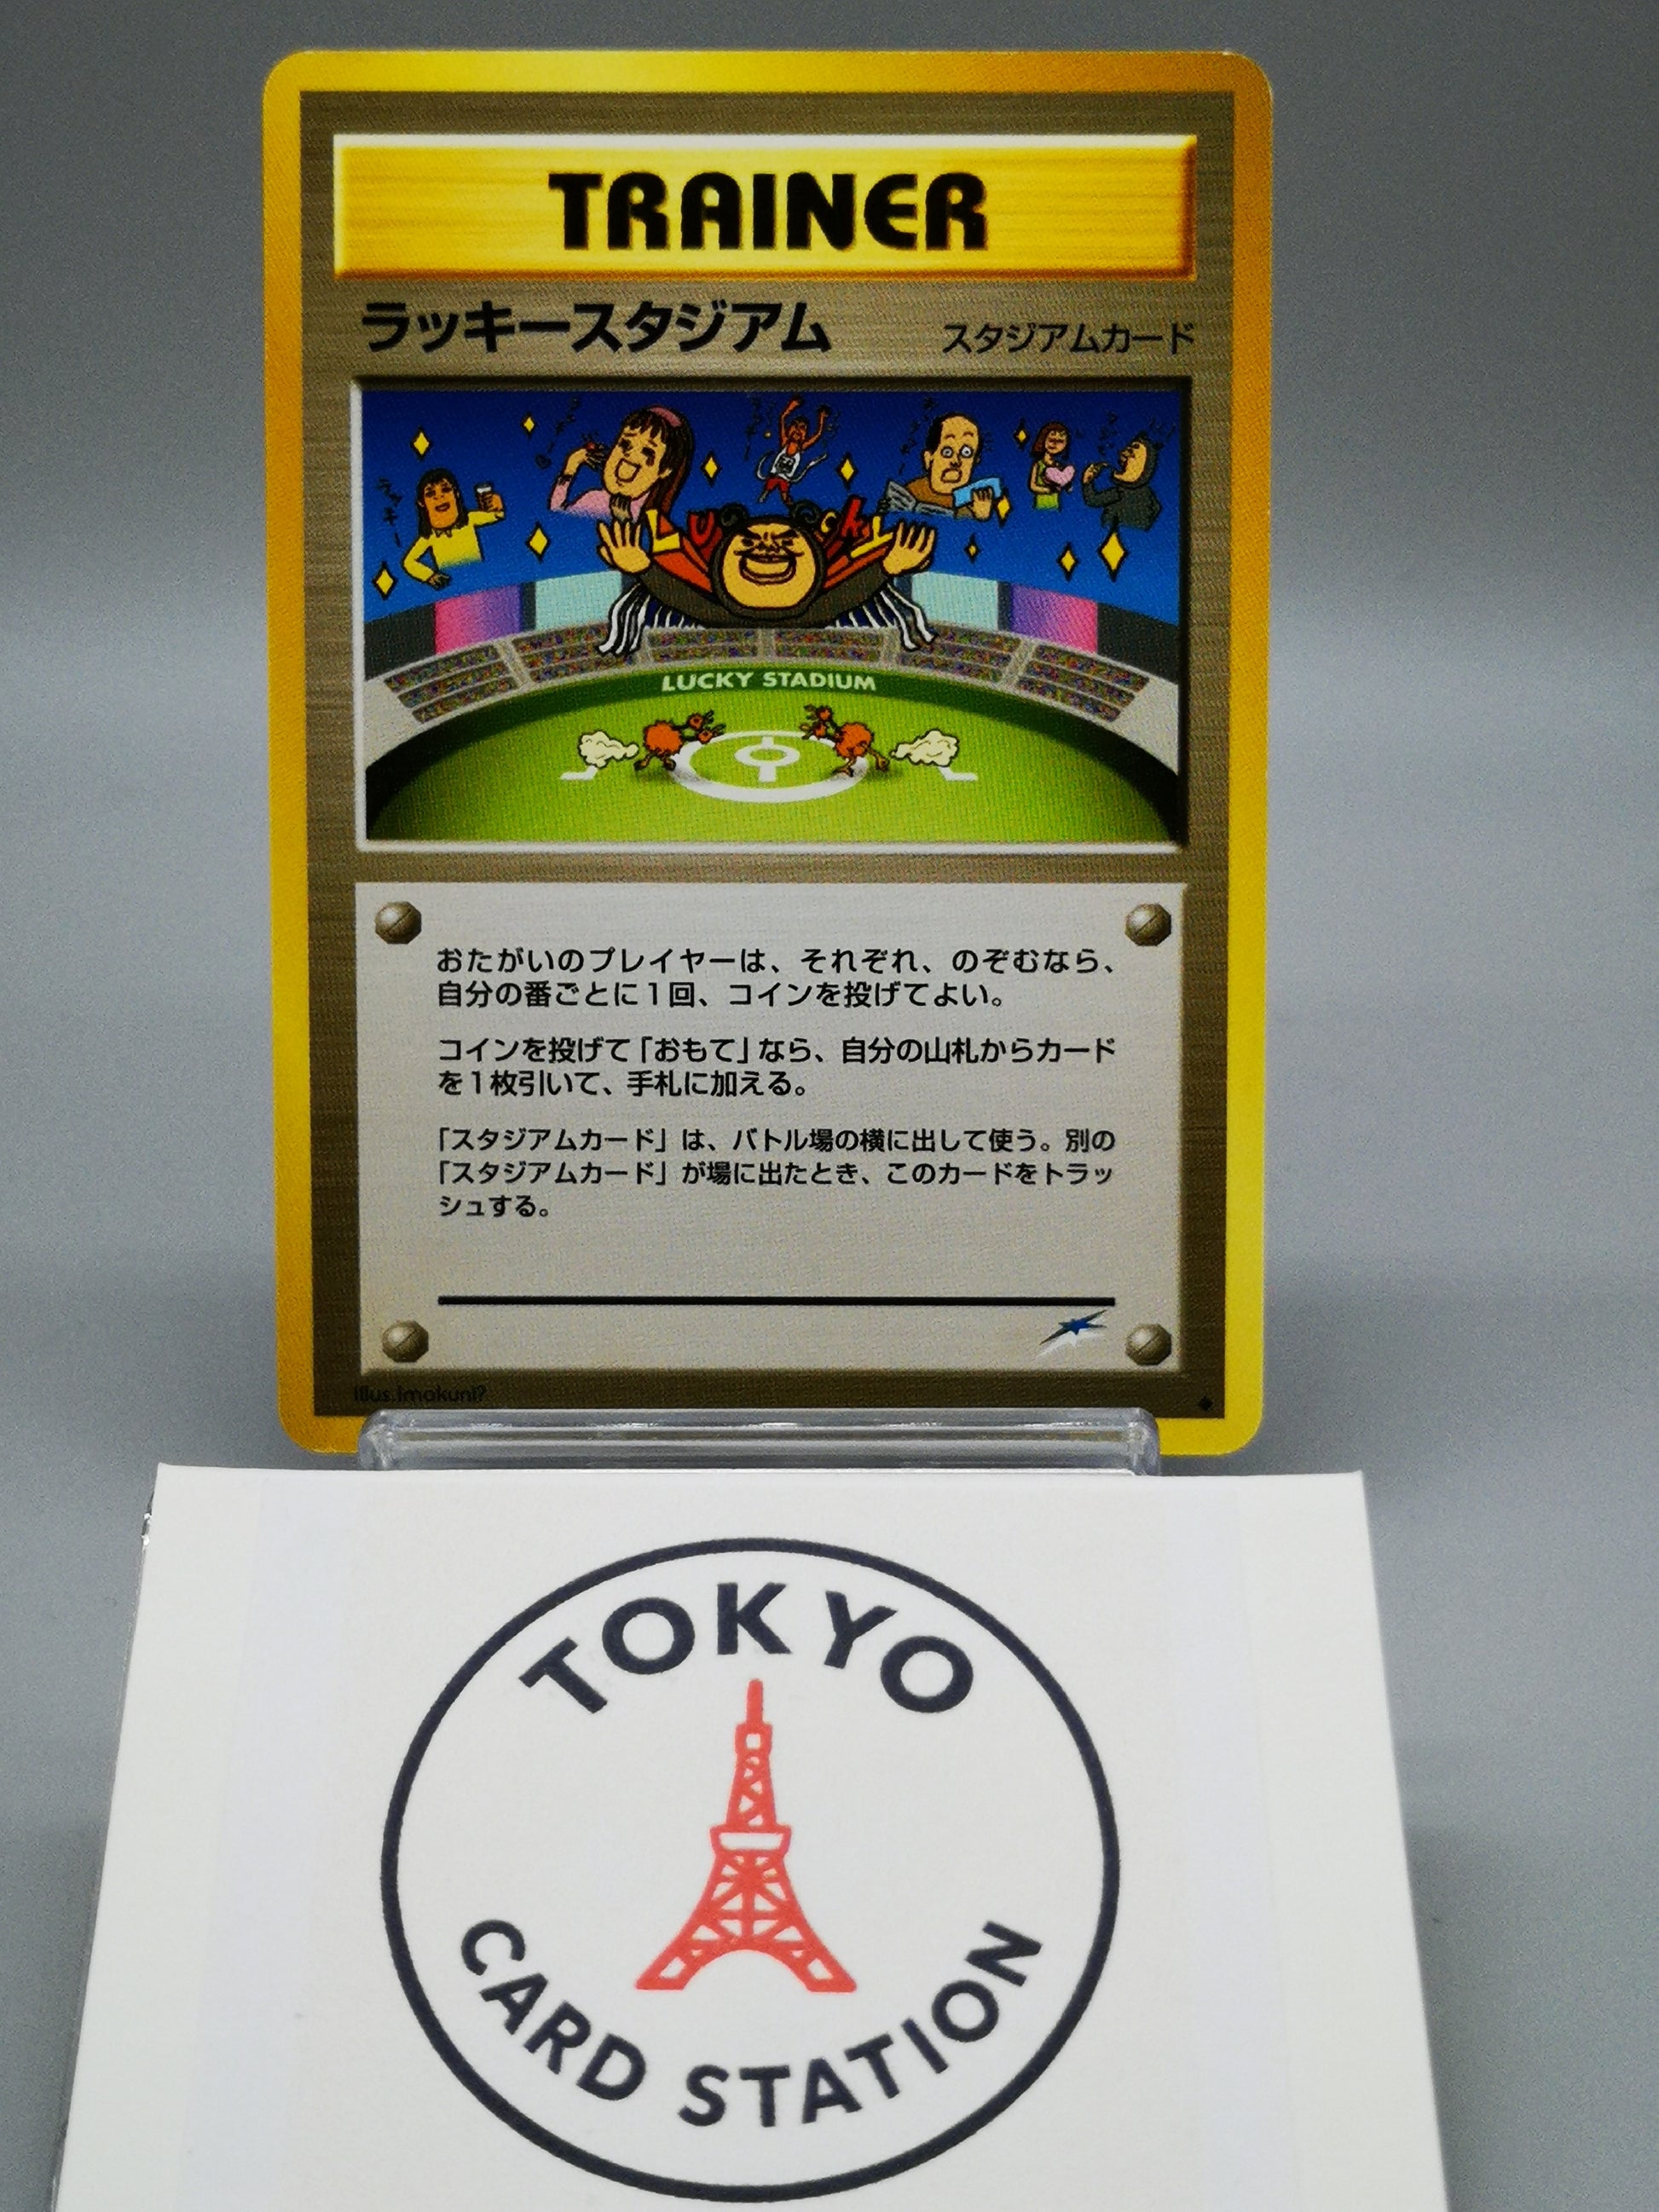 TRAINER
ラッキースタジアム
スタジアムカード
Lucky
LUCKY STADIUM
おたがいのプレイヤーは、それぞれ、のぞむなら、
自分の番ごとに1回、コインを投げてよい。
コインを投げて「おもて」なら、自分の山札からカード
を1枚引いて、手札に加える。
「スタジアムカード」は、バトル場の横に出して使う。別の
「スタジアムカード」が場に出たとき、このカードをトラッ
シュする。
illus.imakuni?
TOKYO
CARD STATION